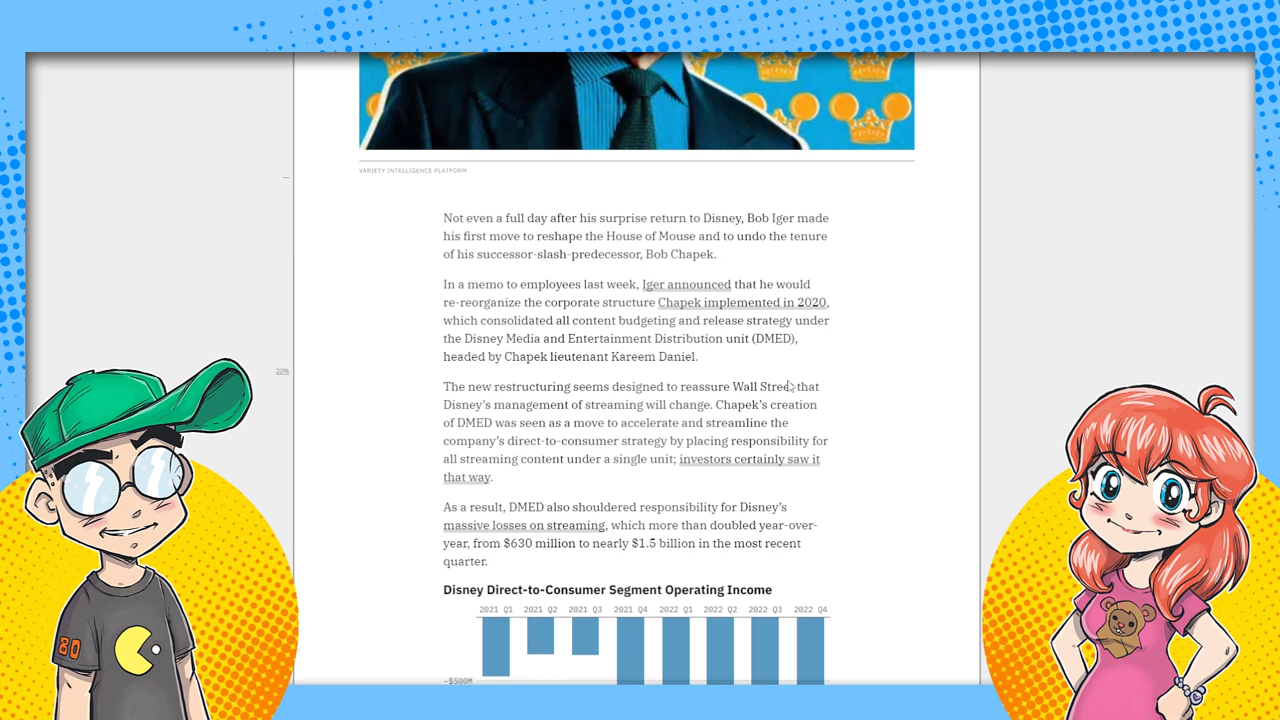 VARIETY INTELLIGENCE PLATFORM
Not even a full day after his surprise return to Disney, Bob Iger made
his first move to reshape the House of Mouse and to undo the tenure
of his successor-slash-predecessor, Bob Chapek.
In a memo to employees last week, Iger announced that he would
re-reorganize the corporate structure Chapek implemented in 2020,
which consolidated all content budgeting and release strategy under
the Disney Media and Entertainment Distribution unit (DMED),
headed by Chapek lieutenant Kareem Daniel.
20%
The new restructuring seems designed to reassure Wall Street that
Disney's management of streaming will change. Chapek's creation
of DMED was seen as a move to accelerate and streamline the
company's direct-to-consumer strategy by placing responsibility for
all streaming content under a single unit; investors certainly saw it
that way.
As a result, DMED also shouldered responsibility for Disney's
massive losses on streaming, which more than doubled year-over-
year, from $630 million to nearly $1.5 billion in the most recent
quarter.
Disney Direct-to-Consumer Segment Operating Income
2021 Q1 2021 Q2 2021 Q3 2021 Q4 2022 Q1 2022 Q2 2022 Q3 2022 Q4
-$500M
80